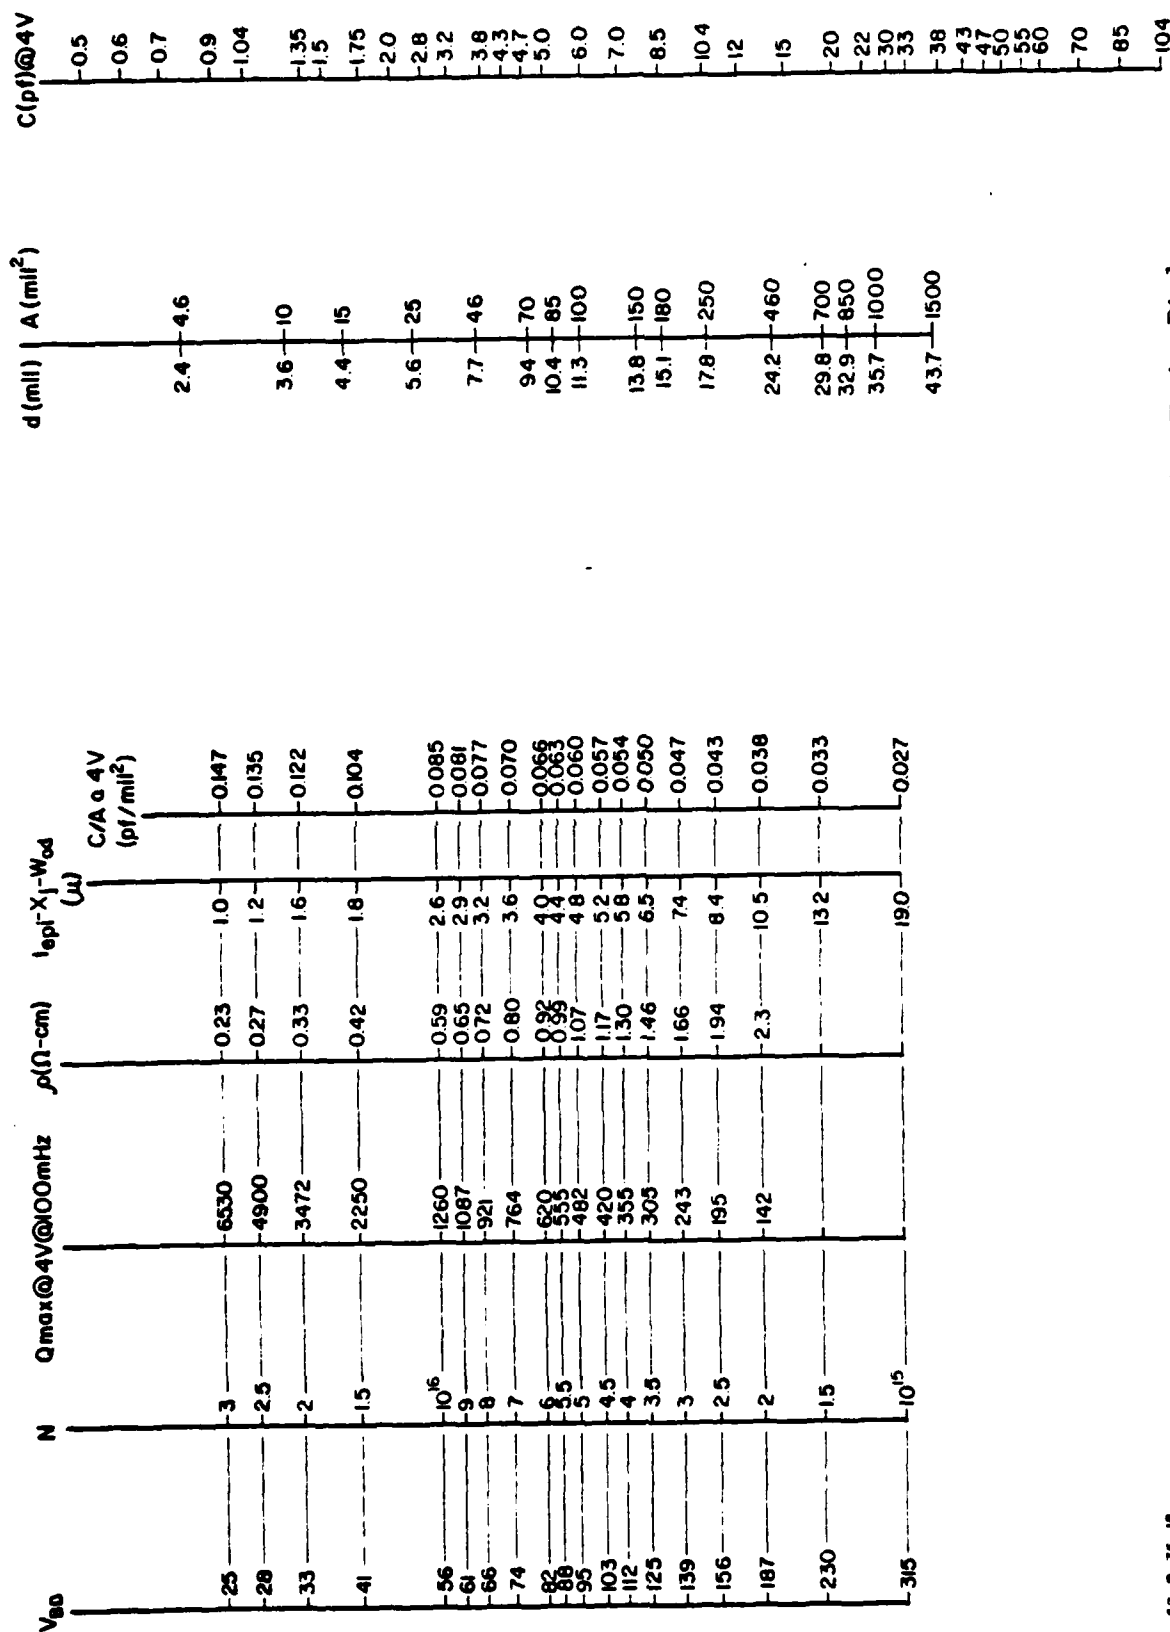 V_BD N Qmax@4V@100mHz ρ(Ω-cm) l_epi-X_j-W_od (μ) C/A @ 4V (pf/mil²)
25 3 6530 0.23 1.0 0.147
28 2.5 4900 0.27 1.2 0.135
33 2 3472 0.33 1.6 0.122
41 1.5 2250 0.42 1.8 0.104
56 10¹⁶ 1260 0.59 2.6 0.085
61 9 1087 0.65 2.9 0.081
66 8 921 0.72 3.2 0.077
74 7 764 0.80 3.6 0.070
82 6 620 0.92 4.0 0.066
88 5.5 555 0.99 4.4 0.063
95 5 482 1.07 4.8 0.060
103 4.5 420 1.17 5.2 0.057
112 4 355 1.30 5.8 0.054
125 3.5 305 1.46 6.5 0.050
139 3 243 1.66 7.4 0.047
156 2.5 195 1.94 8.4 0.043
187 2 142 2.3 10.5 0.038
230 1.5 13.2 0.033
315 10¹⁵ 19.0 0.027
d (mil) | A (mil²)
2.4 4.6
3.6 10
4.4 15
5.6 25
7.7 46
9.4 70
10.4 85
11.3 100
13.8 150
15.1 180
17.8 250
24.2 460
29.8 700
32.9 850
35.7 1000
43.7 1500
C(pf)@4V
0.5
0.6
0.7
0.9
1.04
1.35
1.5
1.75
2.0
2.8
3.2
3.8
4.3
4.7
5.0
6.0
7.0
8.5
10.4
12
15
20
22
30
33
38
43
47
50
55
60
70
85
104